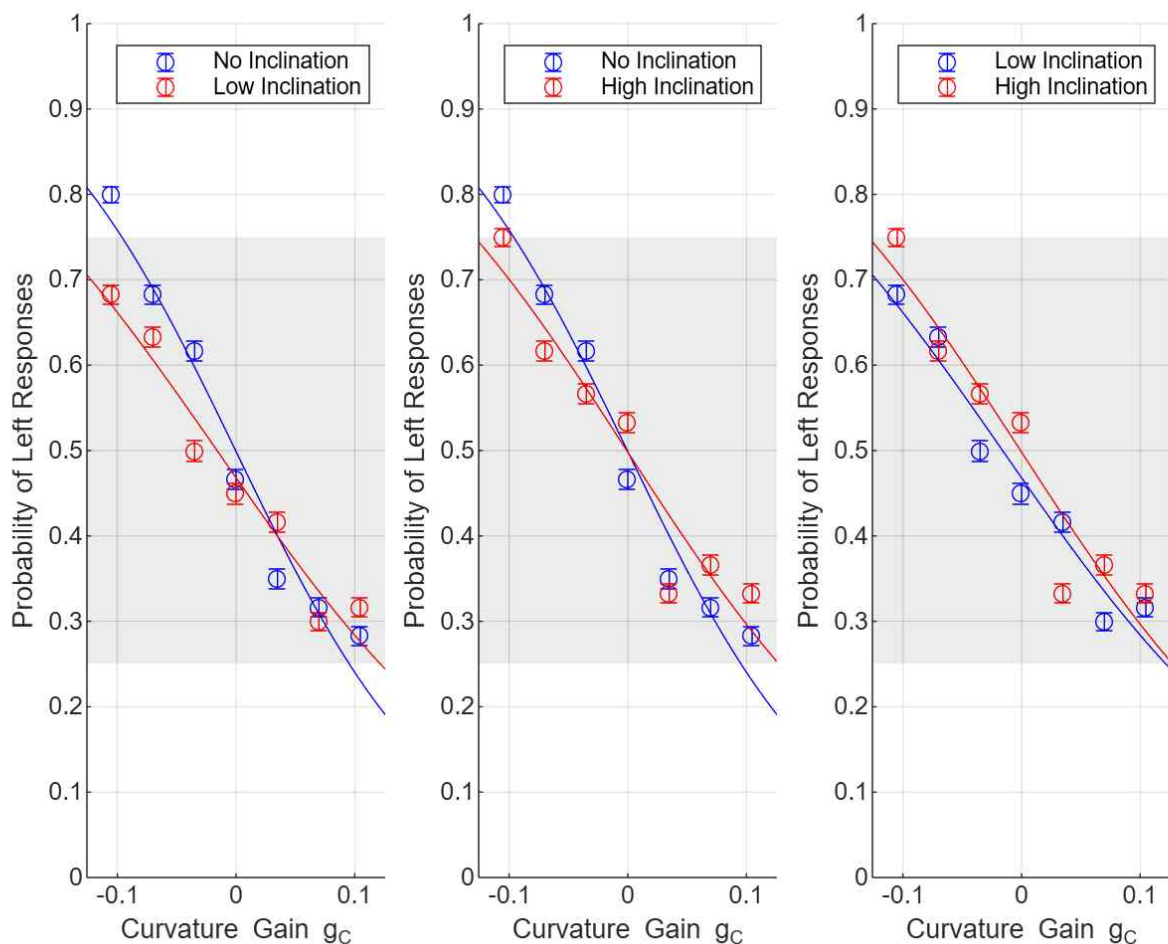 1
0.9
0.8
0.7
0.6
0.5
0.4
0.3
0.2
0.1
0
-0.1 0 0.1
Probability of Left Responses
Curvature Gain gC
No Inclination
Low Inclination
1
0.9
0.8
0.7
0.6
0.5
0.4
0.3
0.2
0.1
0
-0.1 0 0.1
Probability of Left Responses
Curvature Gain gC
No Inclination
High Inclination
1
0.9
0.8
0.7
0.6
0.5
0.4
0.3
0.2
0.1
0
-0.1 0 0.1
Probability of Left Responses
Curvature Gain gC
Low Inclination
High Inclination